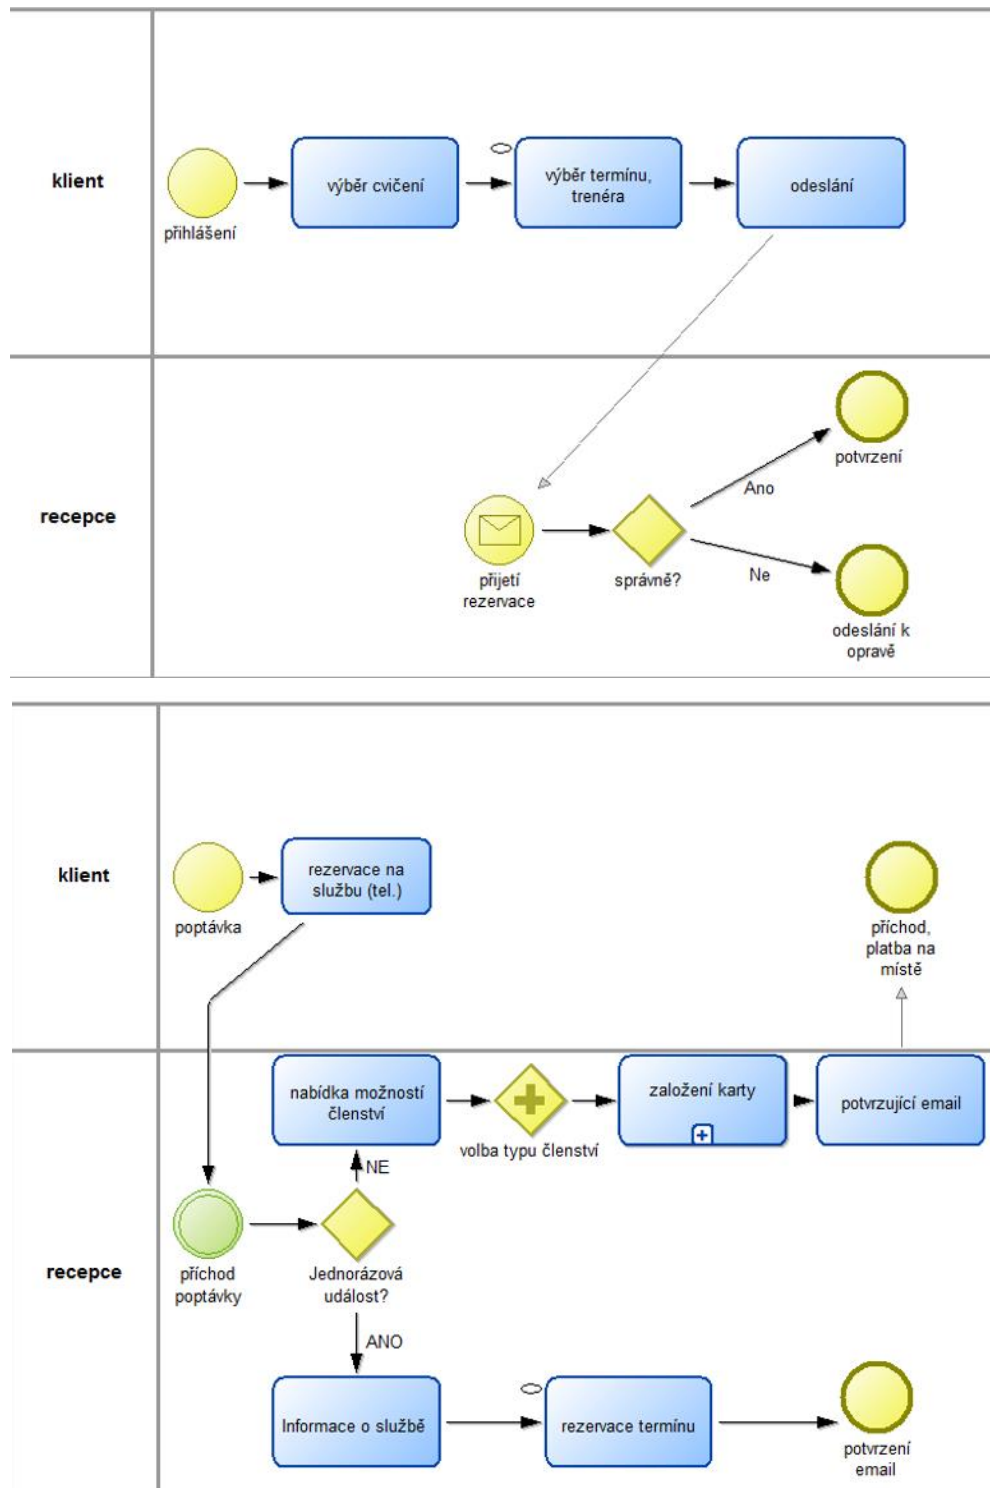 klient
přihlášení
výběr cvičení
výběr termínu,
trenéra
odeslání
recepce
přijetí
rezervace
správně?
Ano
Ne
potvrzení
odeslání k
opravě
klient
poptávka
rezervace na
službu (tel.)
příchod,
platba na
místě
recepce
příchod
poptávky
Jednorázová
událost?
NE
nabídka možností
členství
volba typu členství
založení karty
potvrzující email
ANO
Informace o službě
rezervace termínu
potvrzení
email